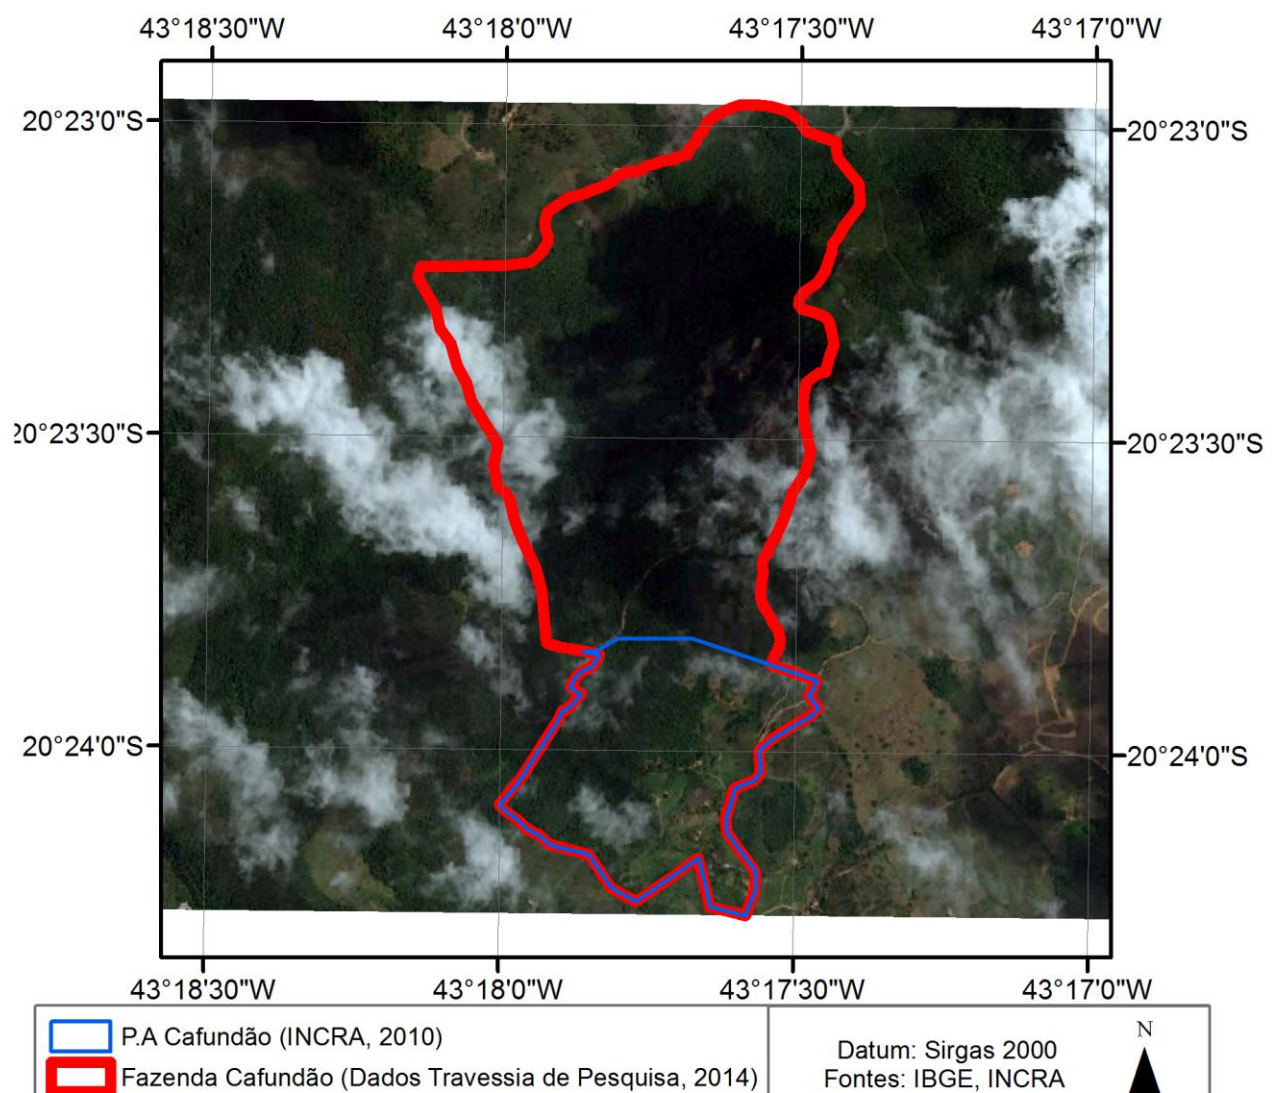 43°18'30"W 43°18'0"W 43°17'30"W 43°17'0"W
20°23'0"S 20°23'0"S
20°23'30"S 20°23'30"S
20°24'0"S 20°24'0"S
43°18'30"W 43°18'0"W 43°17'30"W 43°17'0"W
P.A Cafundão (INCRA, 2010)
Fazenda Cafundão (Dados Travessia de Pesquisa, 2014)
Datum: Sirgas 2000
Fontes: IBGE, INCRA
N